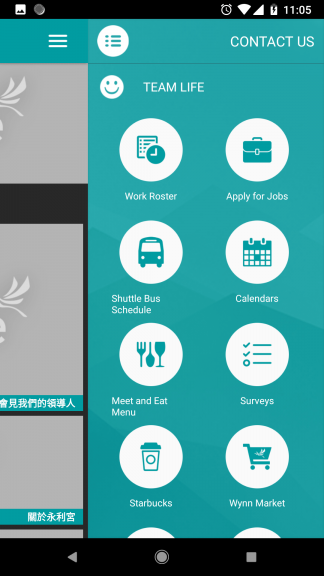 11:05
CONTACT US
TEAM LIFE
Work Roster
Apply for Jobs
Shuttle Bus
Schedule
Calendars
Meet and Eat
Menu
Surveys
Starbucks
Wynn Market
會見我們的領導人
關於永利宮